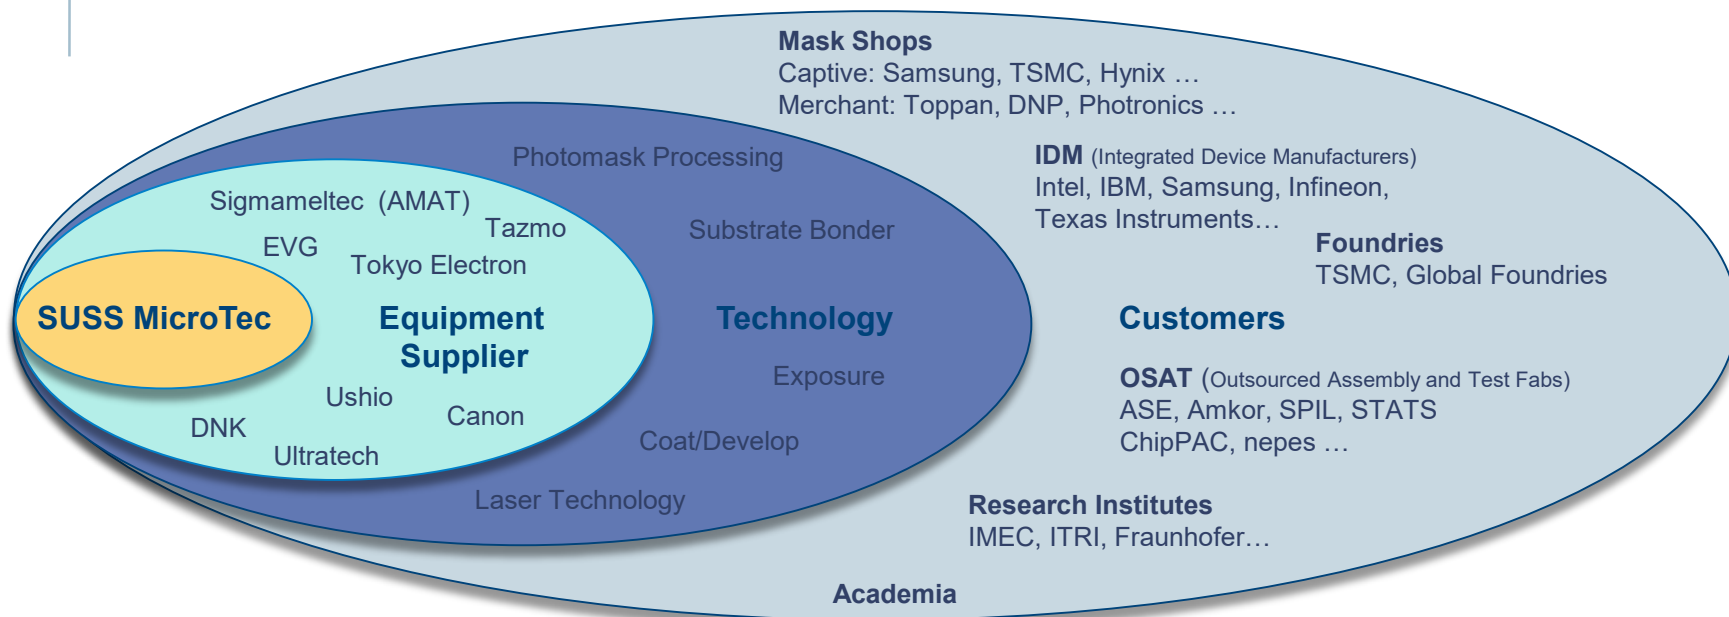 Mask Shops
Captive: Samsung, TSMC, Hynix …
Merchant: Toppan, DNP, Photronics …
Photomask Processing
IDM (Integrated Device Manufacturers)
Intel, IBM, Samsung, Infineon,
Texas Instruments…
Sigmameltec (AMAT)
Tazmo
Substrate Bonder
EVG
Tokyo Electron
Foundries
TSMC, Global Foundries
SUSS MicroTec
Equipment
Supplier
Technology
Customers
Exposure
OSAT (Outsourced Assembly and Test Fabs)
ASE, Amkor, SPIL, STATS
ChipPAC, nepes …
Ushio
Canon
DNK
Coat/Develop
Ultratech
Laser Technology
Research Institutes
IMEC, ITRI, Fraunhofer…
Academia